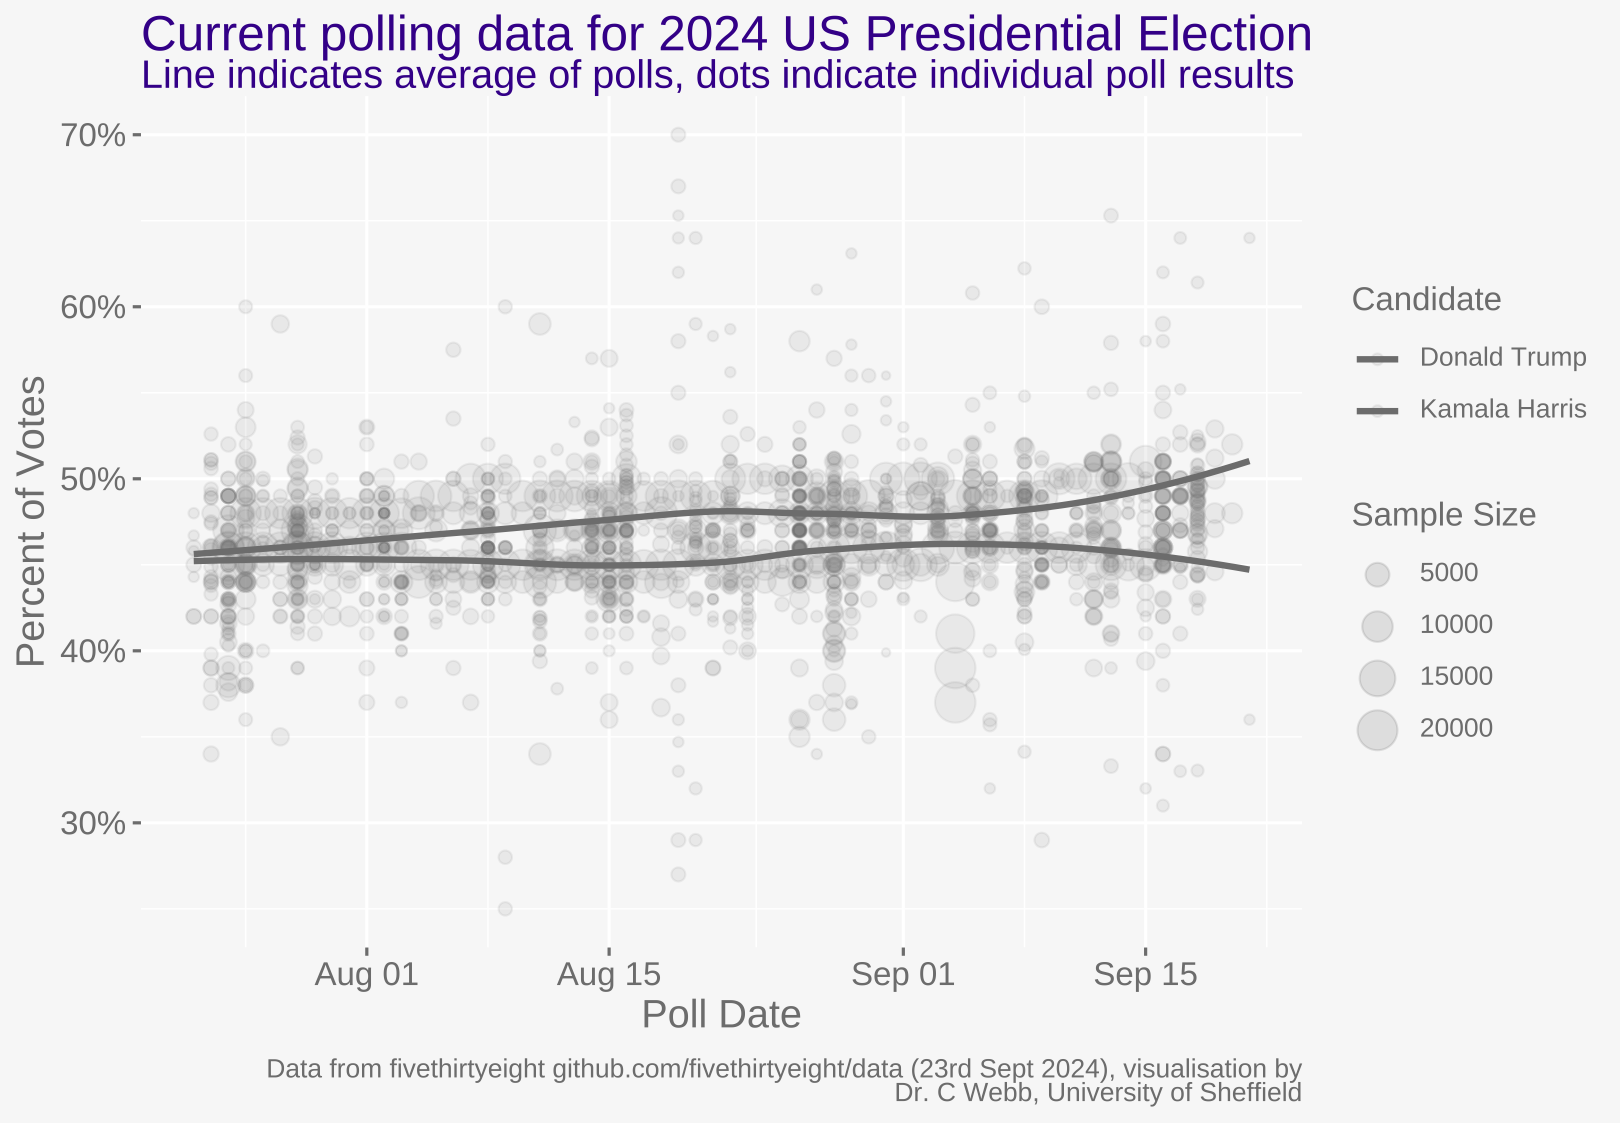 Current polling data for 2024 US Presidential Election
Line indicates average of polls, dots indicate individual poll results
70%
60%
50%
40%
30%
Percent of Votes
Aug 01
Aug 15
Sep 01
Sep 15
Poll Date
Candidate
Donald Trump
Kamala Harris
Sample Size
5000
10000
15000
20000
Data from fivethirtyeight github.com/fivethirtyeight/data (23rd Sept 2024), visualisation by
Dr. C Webb, University of Sheffield